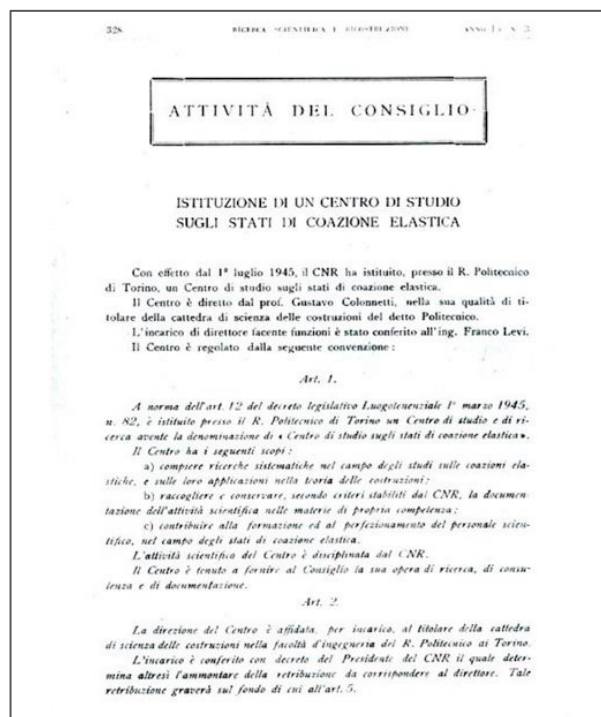 328
RICERCA SCIENTIFICA E RICOSTRUZIONE
ANNO 1º N. 3
ATTIVITÀ DEL CONSIGLIO
ISTITUZIONE DI UN CENTRO DI STUDIO
SUGLI STATI DI COAZIONE ELASTICA
Con effetto dal 1º luglio 1945, il CNR ha istituito, presso il R. Politecnico
di Torino, un Centro di studio sugli stati di coazione elastica.
Il Centro è diretto dal prof. Gustavo Colonnetti, nella sua qualità di ti-
tolare della cattedra di scienza delle costruzioni del detto Politecnico.
L'incarico di direttore facente funzioni è stato conferito all'ing. Franco Levi.
Il Centro è regolato dalla seguente convenzione :
Art. 1.
A norma dell'art. 12 del decreto legislativo Luogotenenziale 1º marzo 1945,
n. 82, è istituito presso il R. Politecnico di Torino un Centro di studio e di ri-
cerca avente la denominazione di « Centro di studio sugli stati di coazione elastica».
Il Centro ha i seguenti scopi :
a) compiere ricerche sistematiche nel campo degli studi sulle coazioni ela-
stiche, e sulle loro applicazioni nella teoria delle costruzioni ;
b) raccogliere e conservare, secondo criteri stabiliti dal CNR, la documen-
tazione dell'attività scientifica nelle materie di propria competenza ;
c) contribuire alla formazione ed al perfezionamento del personale scien-
tifico, nel campo degli stati di coazione elastica.
L'attività scientifica del Centro è disciplinata dal CNR.
Il Centro è tenuto a fornire al Consiglio la sua opera di ricerca, di consu-
lenza e di documentazione.
Art. 2.
La direzione del Centro è affidata, per incarico, al titolare della cattedra
di scienza delle costruzioni nella facoltà d'ingegneria del R. Politecnico di Torino.
L'incarico è conferito con decreto del Presidente del CNR il quale deter-
mina altresì l'ammontare della retribuzione da corrispondere al direttore. Tale
retribuzione graverà sul fondo di cui all'art. 5.